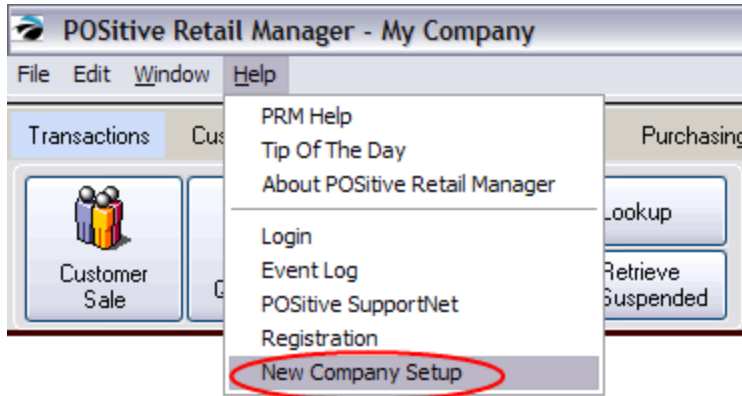 POSitive Retail Manager - My Company
File Edit Window Help
Transactions Cus Purchasing
PRM Help
Tip Of The Day
About POSitive Retail Manager
Login
Event Log
POSitive SupportNet
Registration
New Company Setup
Customer
Sale
Lookup
Retrieve
Suspended